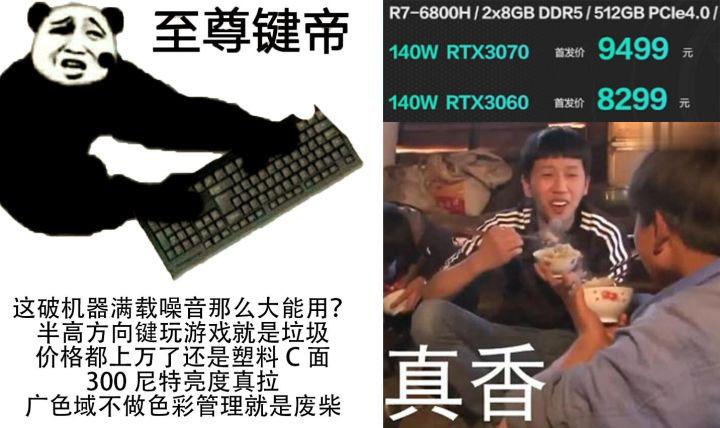 至尊键帝
这破机器满载噪音那么大能用？
半高方向键玩游戏就是垃圾
价格都上万了还是塑料 C 面
300 尼特亮度真拉
广色域不做色彩管理就是废柴
R7-6800H / 2x8GB DDR5 / 512GB PCIe4.0 /
140W RTX3070 首发价 9499 元
140W RTX3060 首发价 8299 元
真香